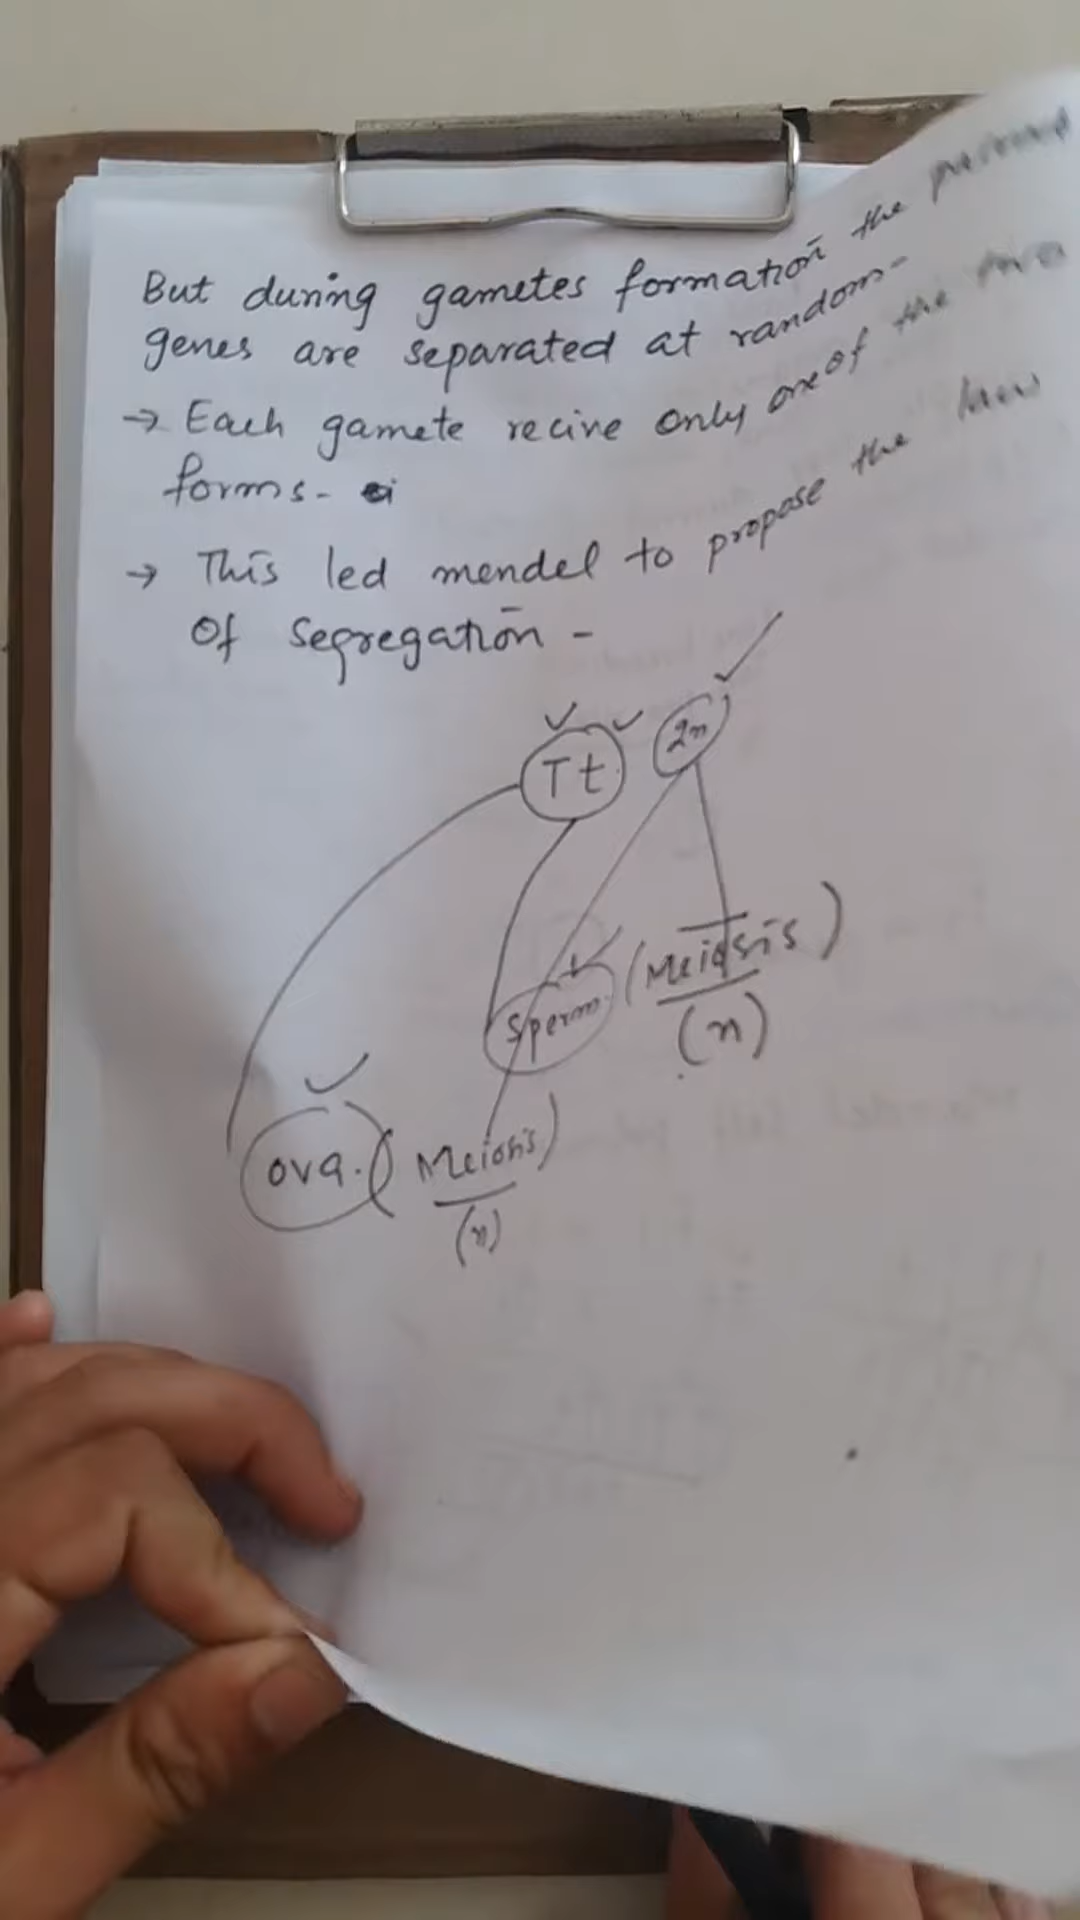 But during gametes formation the
genes are separated at random-
→ Each gamete recive only one of the
forms-
→ This led mendel to propose the law
of segregation -
Tt 2n
Sperm. (Meiosis)
(n)
ova. (Meiosis)
(n)